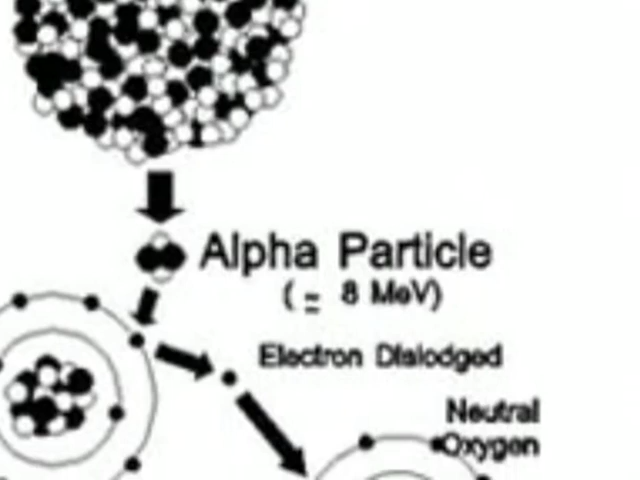 Alpha Particle
( = 8 MeV)
Electron Dislodged
Neutral
Oxygen